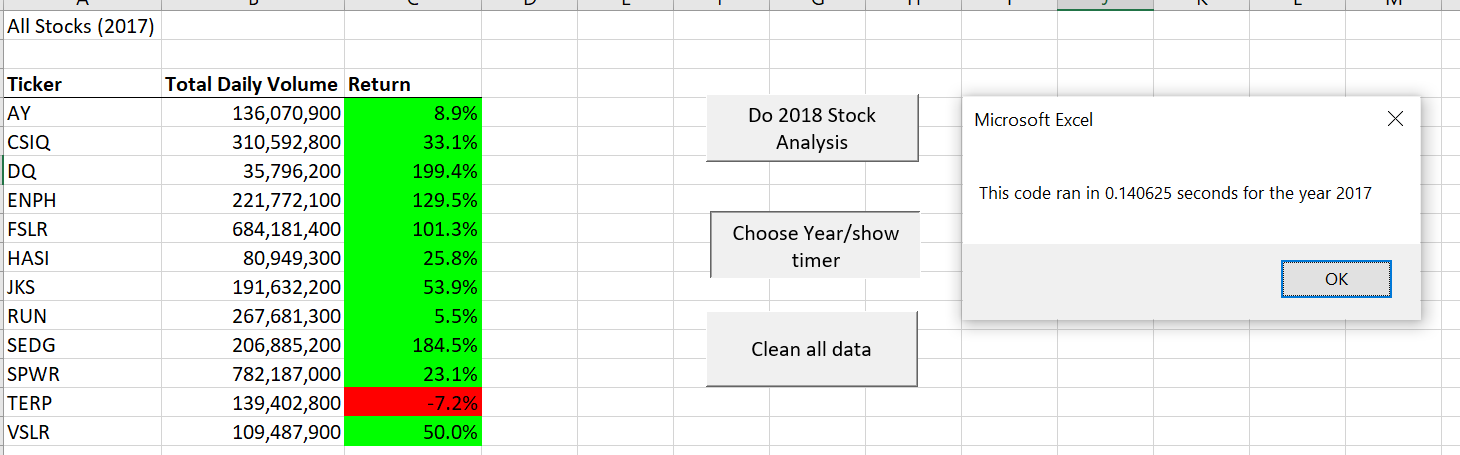 A B C D E F G H I J K L M
All Stocks (2017)
Ticker Total Daily Volume Return
AY 136,070,900 8.9%
CSIQ 310,592,800 33.1%
DQ 35,796,200 199.4%
ENPH 221,772,100 129.5%
FSLR 684,181,400 101.3%
HASI 80,949,300 25.8%
JKS 191,632,200 53.9%
RUN 267,681,300 5.5%
SEDG 206,885,200 184.5%
SPWR 782,187,000 23.1%
TERP 139,402,800 -7.2%
VSLR 109,487,900 50.0%
Do 2018 Stock
Analysis
Choose Year/show
timer
Clean all data
Microsoft Excel
This code ran in 0.140625 seconds for the year 2017
OK